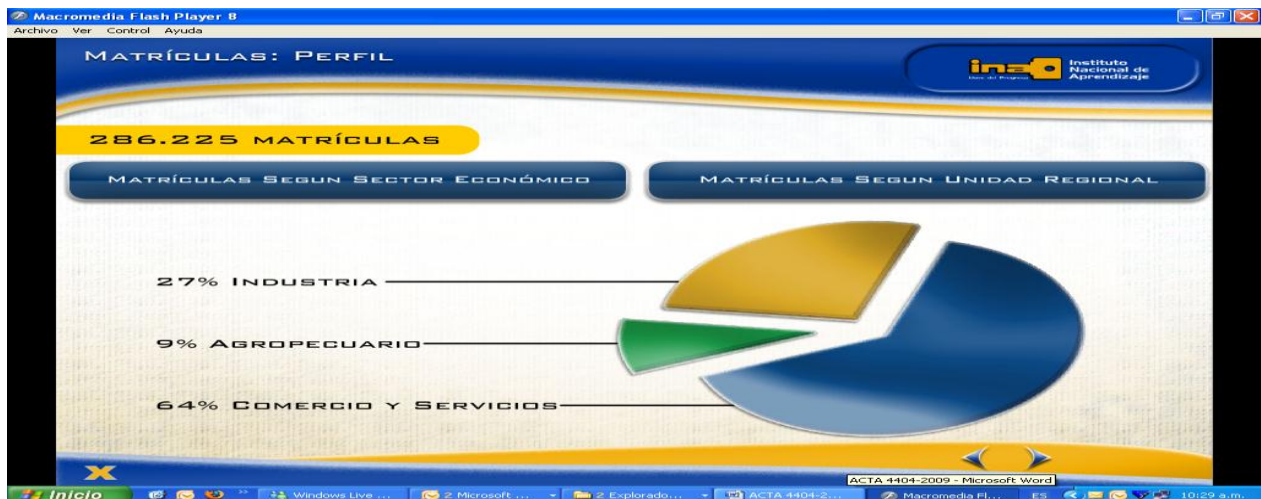 Macromedia Flash Player 8
Archivo Ver Control Ayuda
MATRÍCULAS: PERFIL
ina
Instituto
Nacional de
Aprendizaje
286.225 MATRÍCULAS
MATRÍCULAS SEGUN SECTOR ECONÓMICO
MATRÍCULAS SEGUN UNIDAD REGIONAL
27% INDUSTRIA
9% AGROPECUARIO
64% COMERCIO Y SERVICIOS
ACTA 4404-2009 - Microsoft Word
Inicio
Windows Live ...
2 Microsoft ...
2 Explorado...
ACTA 4404-2...
Macromedia Fl...
ES
10:29 a.m.